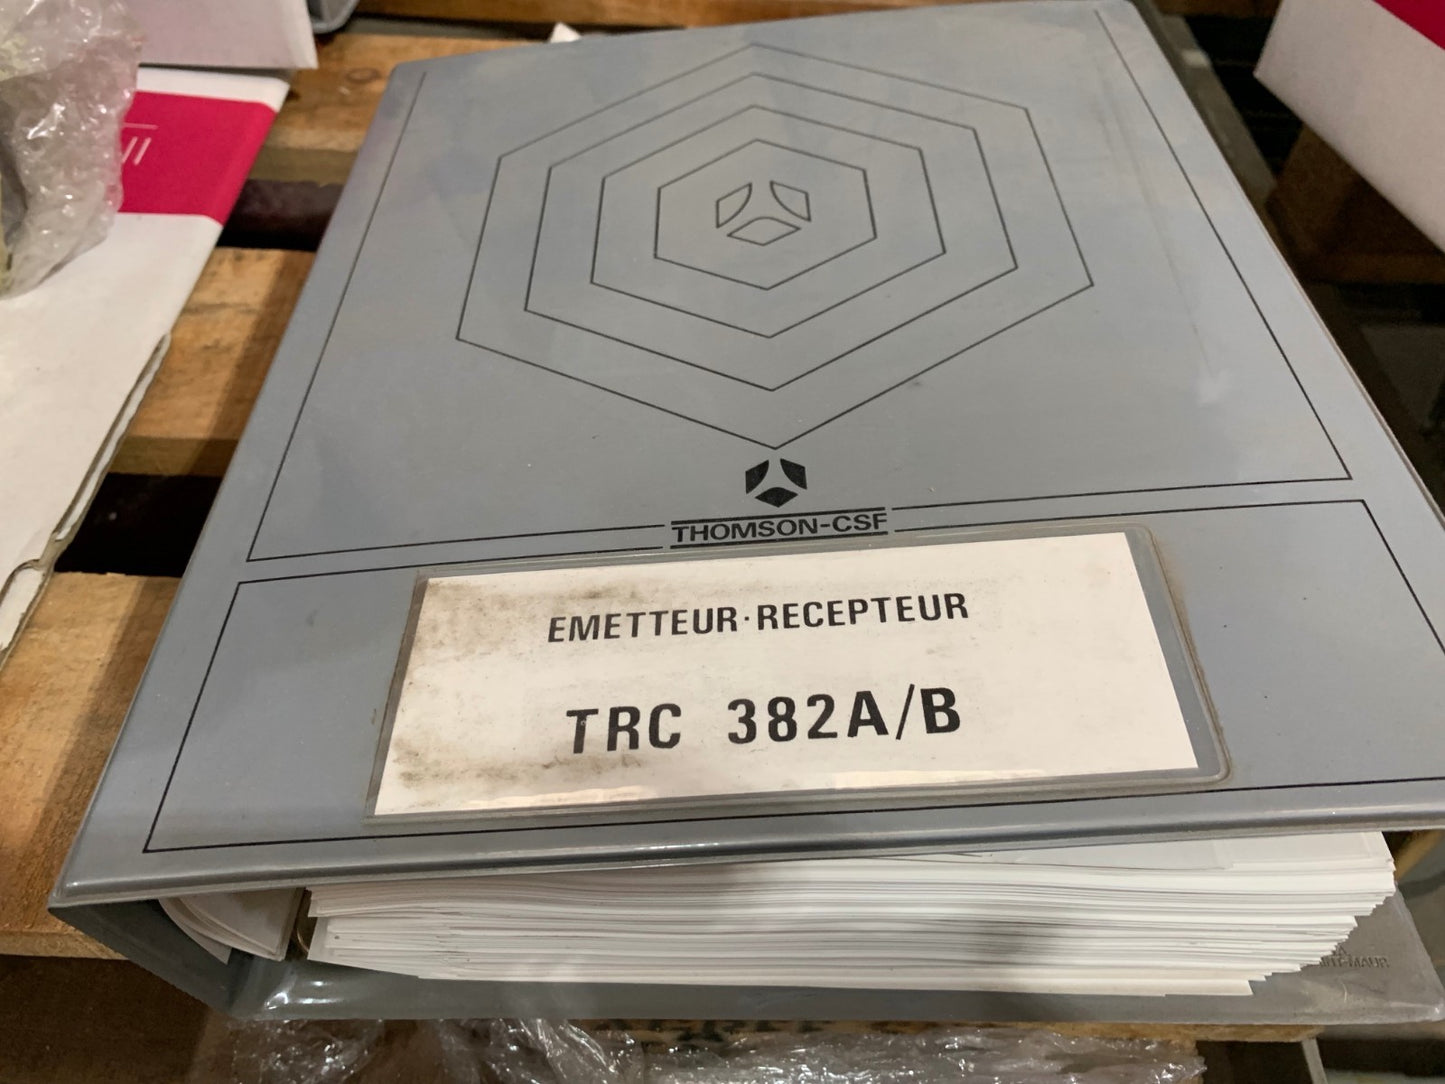 THOMSON-CSF
EMETTEUR·RECEPTEUR
TRC 382A/B